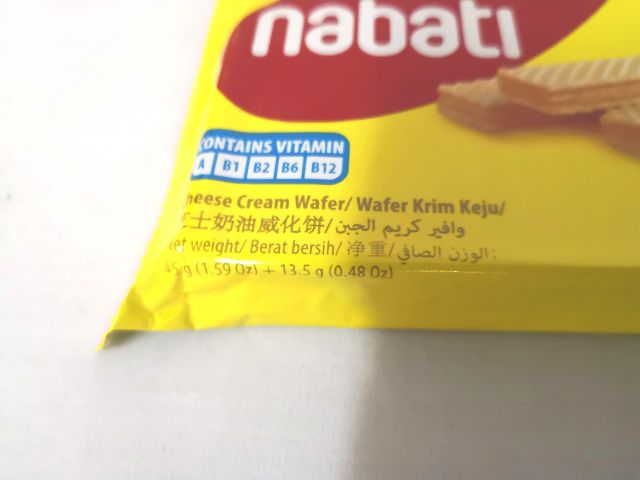 nabati
CONTAINS VITAMIN
A B1 B2 B6 B12
heese Cream Wafer/ Wafer Krim Keju/
芝士奶油威化饼/وافير كريم الجبن/
et weight/ Berat bersih/ 净重/الوزن الصافي:
45 g (1.59 Oz) + 13.5 g (0.48 Oz)